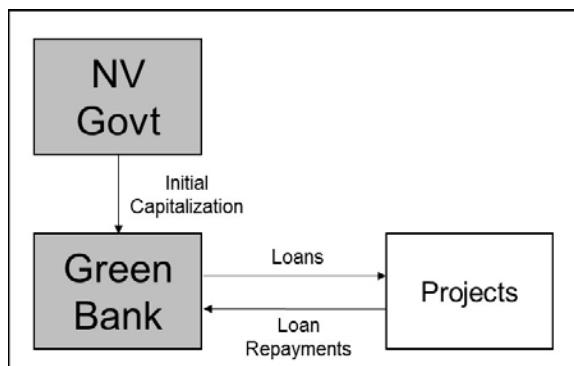 NV
Govt
Initial
Capitalization
Green
Bank
Loans
Projects
Loan
Repayments